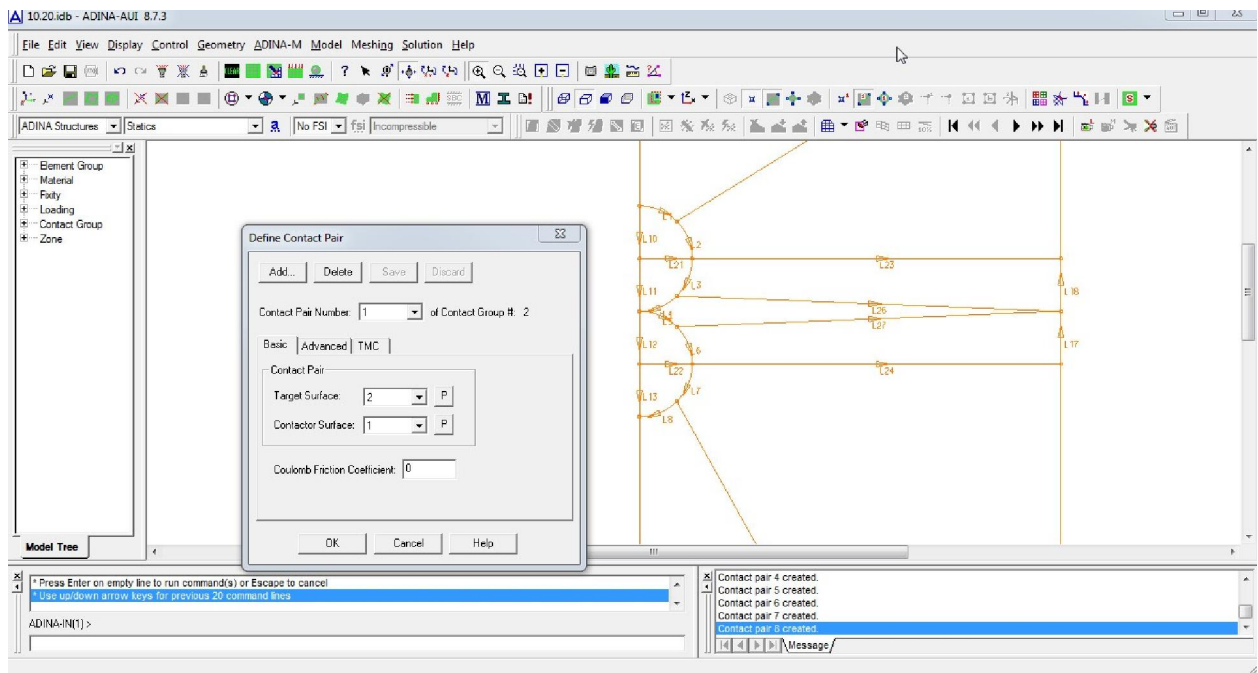 10.20.idb - ADINA-AUI 8.7.3
File Edit View Display Control Geometry ADINA-M Model Meshing Solution Help
ADINA Structures Statics No FSI fsi Incompressible
Element Group
Material
Fixity
Loading
Contact Group
Zone
Model Tree
Define Contact Pair
Add... Delete Save Discard
Contact Pair Number: 1 of Contact Group #: 2
Basic Advanced TMC
Contact Pair
Target Surface: 2 P
Contactor Surface: 1 P
Coulomb Friction Coefficient: 0
OK Cancel Help
L1
L10 L2
L21 L23
L11 L3 L18
L26
L4
L5 L27
L12 L6 L17
L22 L24
L13 L7
L8
* Press Enter on empty line to run command(s) or Escape to cancel
* Use up/down arrow keys for previous 20 command lines
ADINA-IN(1) >
Contact pair 4 created.
Contact pair 5 created.
Contact pair 6 created.
Contact pair 7 created.
Contact pair 8 created.
Message